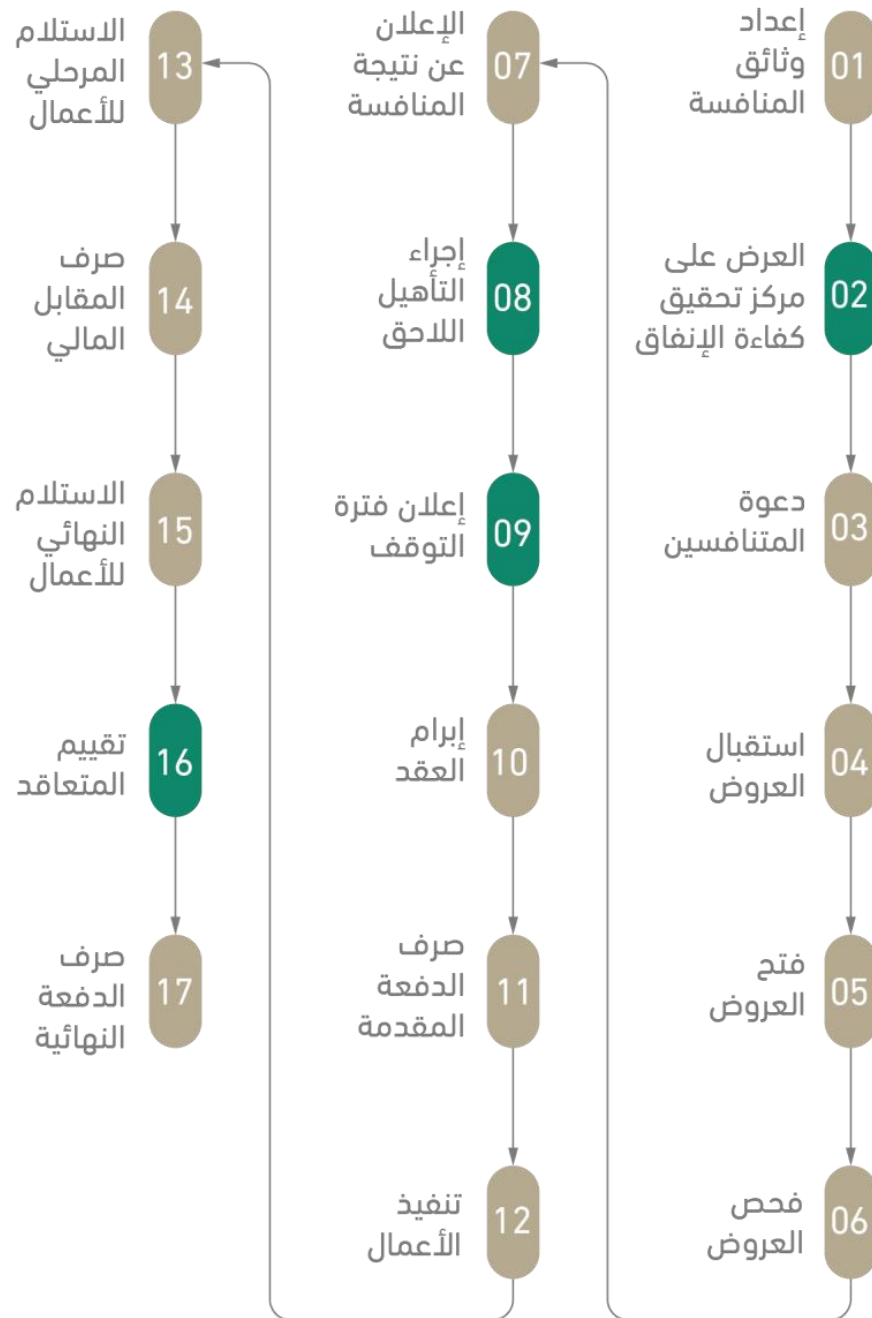 01
إعداد
وثائق
المنافسة
02
العرض على
مركز تحقيق
كفاءة الإنفاق
03
دعوة
المتنافسين
04
استقبال
العروض
05
فتح
العروض
06
فحص
العروض
07
الإعلان
عن نتيجة
المنافسة
08
إجراء
التأهيل
اللاحق
09
إعلان فترة
التوقف
10
إبرام
العقد
11
صرف
الدفعة
المقدمة
12
تنفيذ
الأعمال
13
الاستلام
المرحلي
للأعمال
14
صرف
المقابل
المالي
15
الاستلام
النهائي
للأعمال
16
تقييم
المتعاقد
17
صرف
الدفعة
النهائية